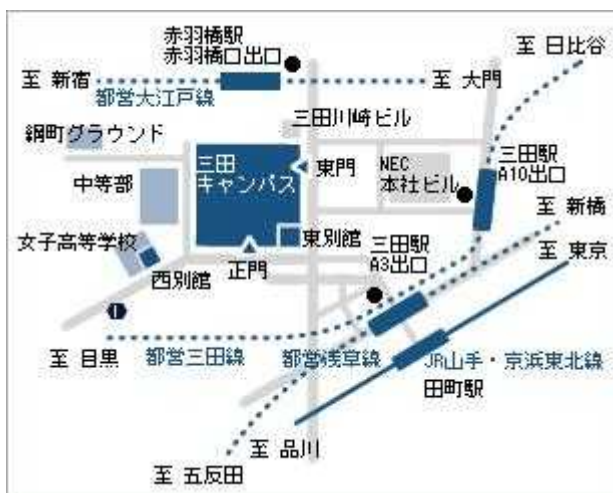 赤羽橋駅
赤羽橋口出口
至 日比谷
至 新宿
至 大門
都営大江戸線
三田川崎ビル
綱町グラウンド
三田
キャンパス
東門
NEC
本社ビル
三田駅
A10出口
中等部
至 新橋
女子高等学校
東別館
三田駅
A3出口
至 東京
西別館
正門
至 目黒
都営三田線
都営浅草線
JR山手・京浜東北線
田町駅
至 品川
至 五反田